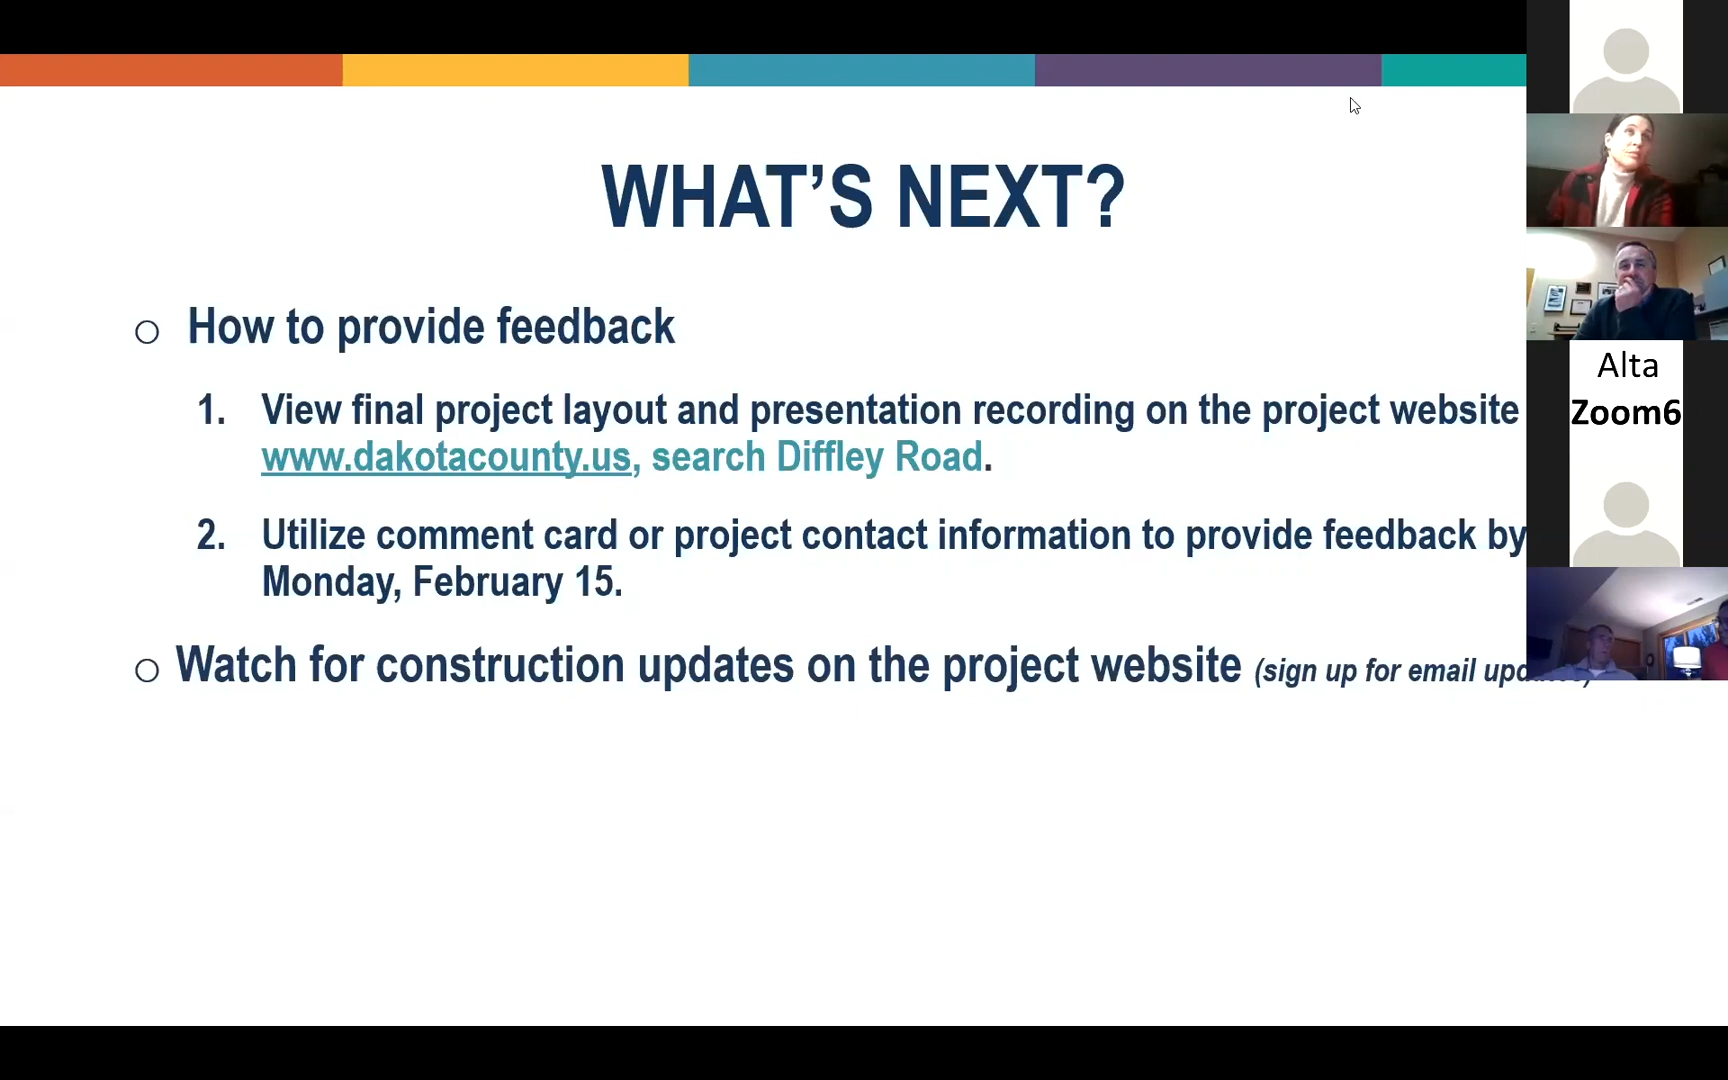 WHAT’S NEXT?
○ How to provide feedback
1. View final project layout and presentation recording on the project website
www.dakotacounty.us, search Diffley Road.
2. Utilize comment card or project contact information to provide feedback by
Monday, February 15.
○ Watch for construction updates on the project website (sign up for email
Alta
Zoom6